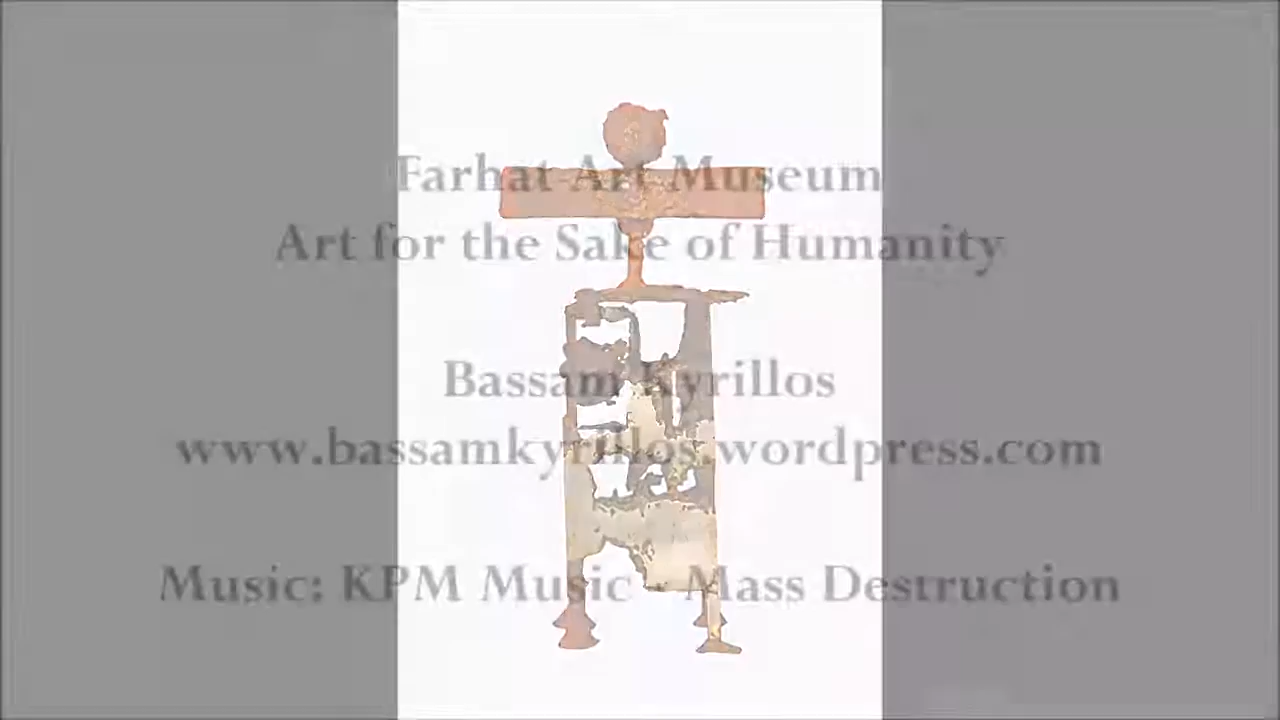 Farhat Art Museum
Art for the Sake of Humanity
Bassam Kyrillos
www.bassamkyrillos.wordpress.com
Music: KPM Music - Mass Destruction